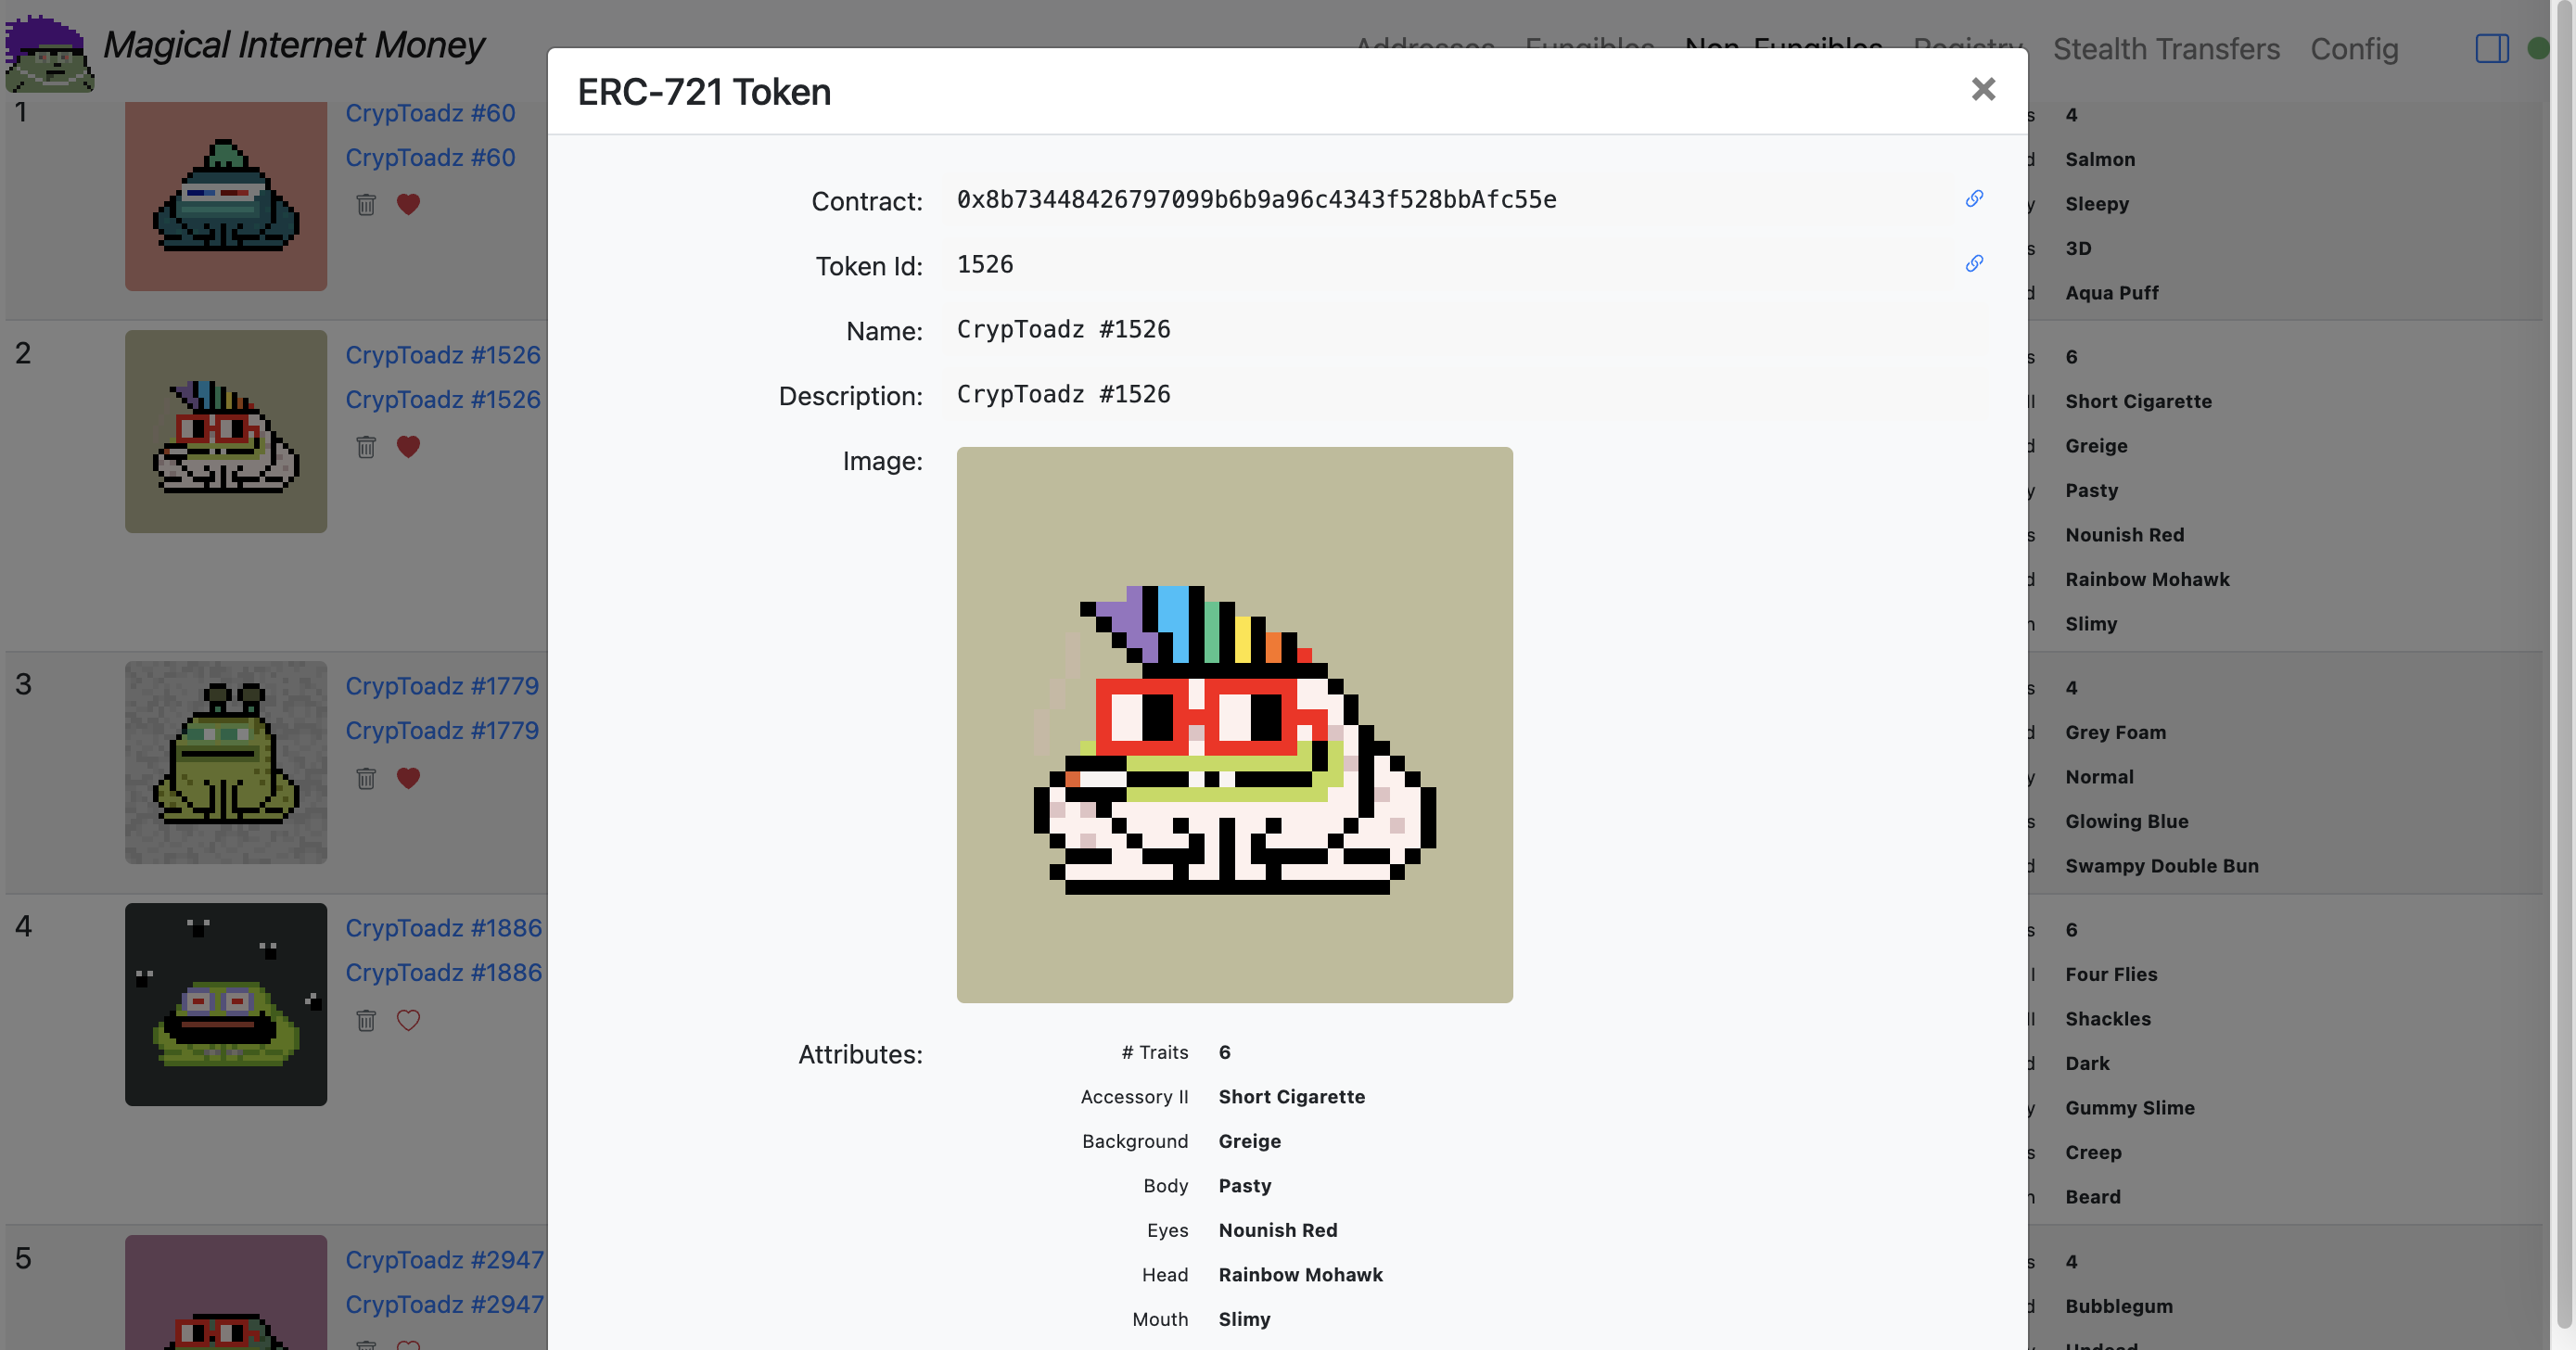 Magical Internet Money
Addresses Fungibles Non-Fungibles Registry Stealth Transfers Config
1
CrypToadz #60
CrypToadz #60
2
CrypToadz #1526
CrypToadz #1526
3
CrypToadz #1779
CrypToadz #1779
4
CrypToadz #1886
CrypToadz #1886
5
CrypToadz #2947
CrypToadz #2947
ERC-721 Token
Contract: 0x8b73448426797099b6b9a96c4343f528bbAfc55e
Token Id: 1526
Name: CrypToadz #1526
Description: CrypToadz #1526
Image:
Attributes:
# Traits 6
Accessory II Short Cigarette
Background Greige
Body Pasty
Eyes Nounish Red
Head Rainbow Mohawk
Mouth Slimy
s 4
d Salmon
y Sleepy
s 3D
d Aqua Puff
s 6
II Short Cigarette
d Greige
y Pasty
s Nounish Red
d Rainbow Mohawk
n Slimy
s 4
d Grey Foam
y Normal
s Glowing Blue
d Swampy Double Bun
s 6
I Four Flies
II Shackles
d Dark
y Gummy Slime
s Creep
n Beard
s 4
d Bubblegum